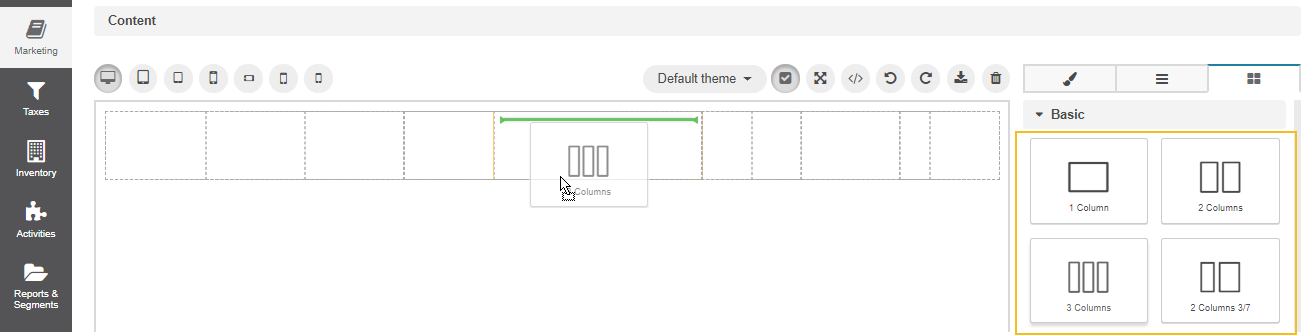 Content
Marketing
Taxes
Inventory
Activities
Reports &
Segments
Default theme
</>
Basic
Columns
1 Column
2 Columns
3 Columns
2 Columns 3/7